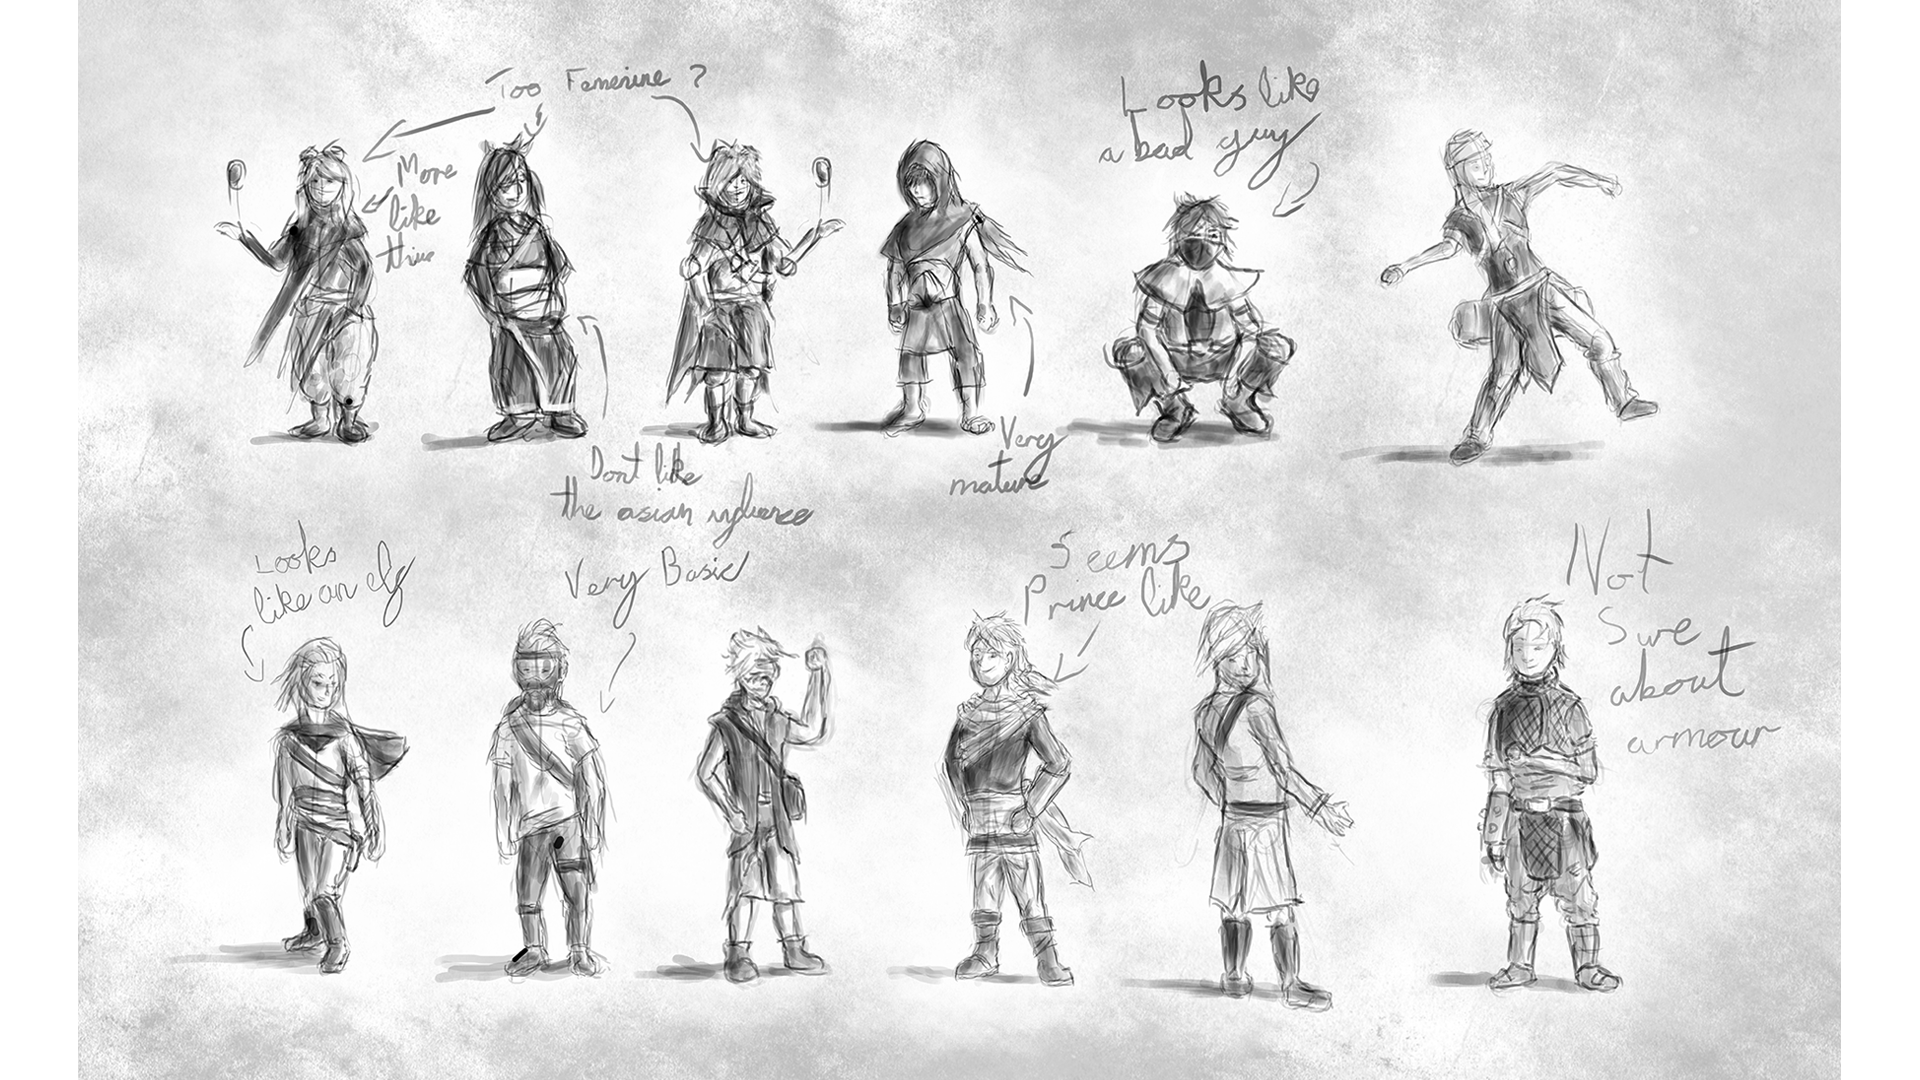 Too Femenine ?
More
like
this
Looks like
a bad guy
Very
mature
Dont like
the asian influence
Looks
like an elf
Very Basic
Seems
Prince like
Not
Sure
about
armour